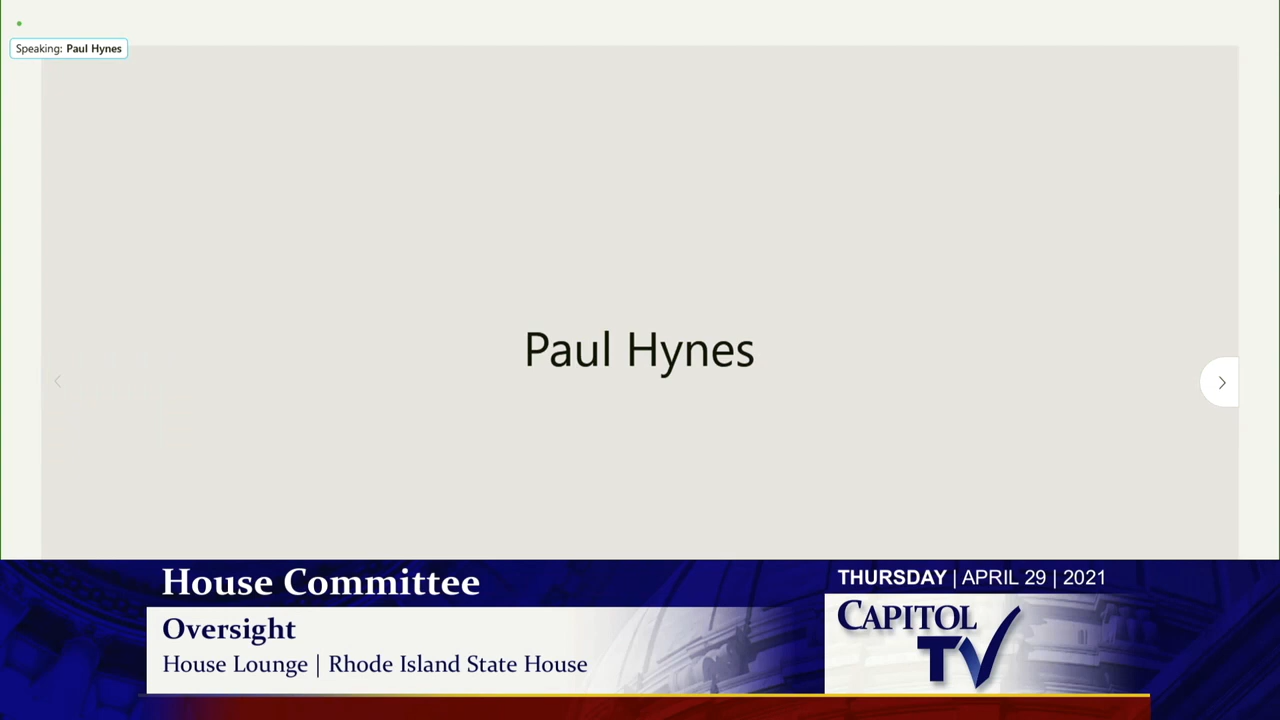 Speaking: Paul Hynes
Paul Hynes
House Committee
Oversight
House Lounge | Rhode Island State House
THURSDAY | APRIL 29 | 2021
CAPITOL
TV